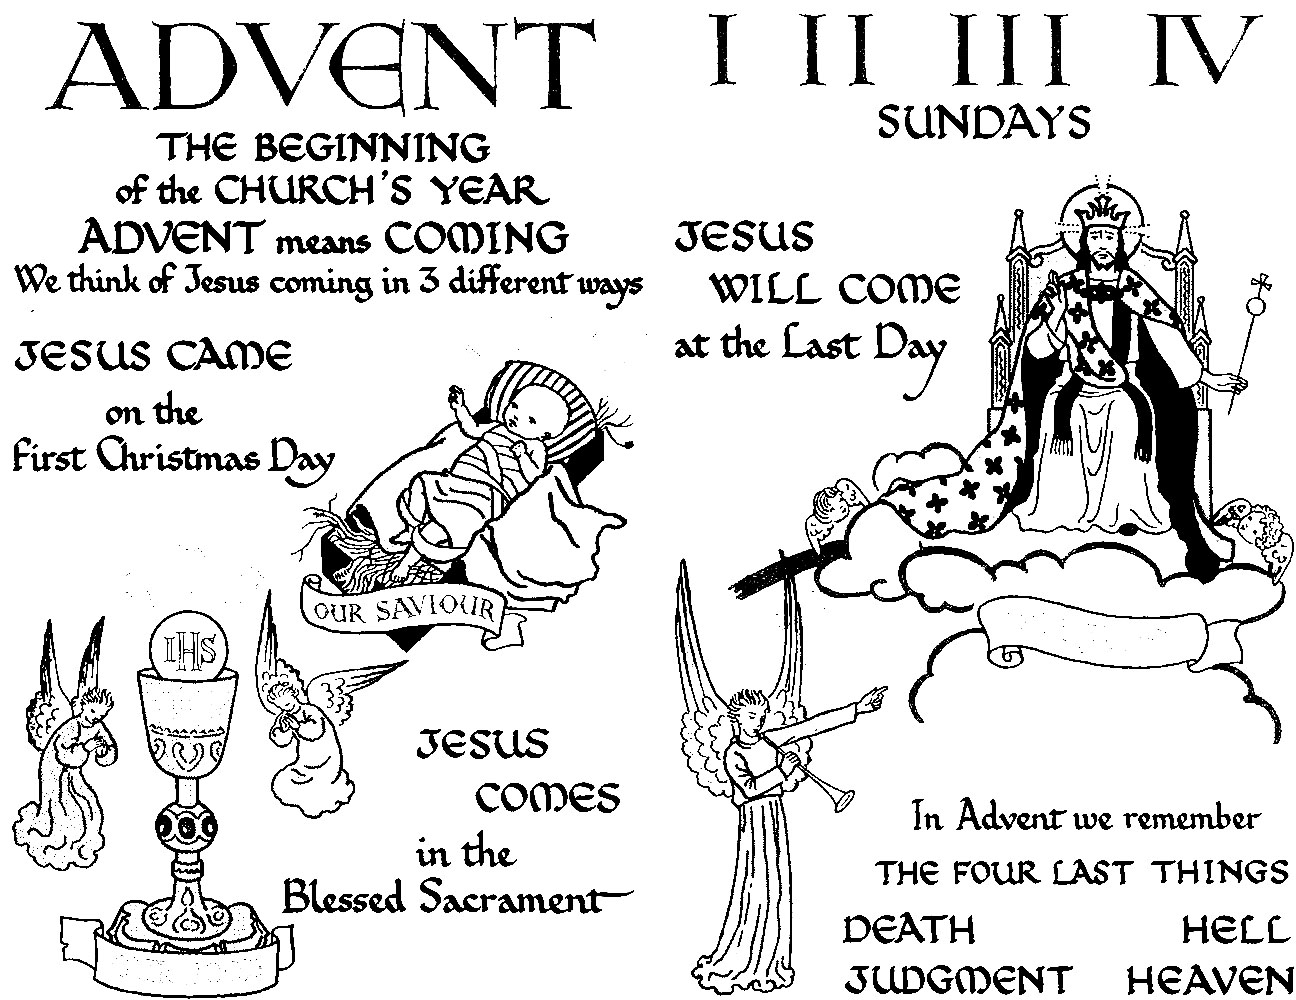 ADVENT
THE BEGINNING
of the CHURCH'S YEAR
ADVENT means COMING
We think of Jesus coming in 3 different ways
JESUS CAME
on the
First Christmas Day
OUR SAVIOUR
IHS
JESUS
COMES
in the
Blessed Sacrament
I II III IV
SUNDAYS
JESUS
WILL COME
at the Last Day
In Advent we remember
THE FOUR LAST THINGS
DEATH HELL
JUDGMENT HEAVEN